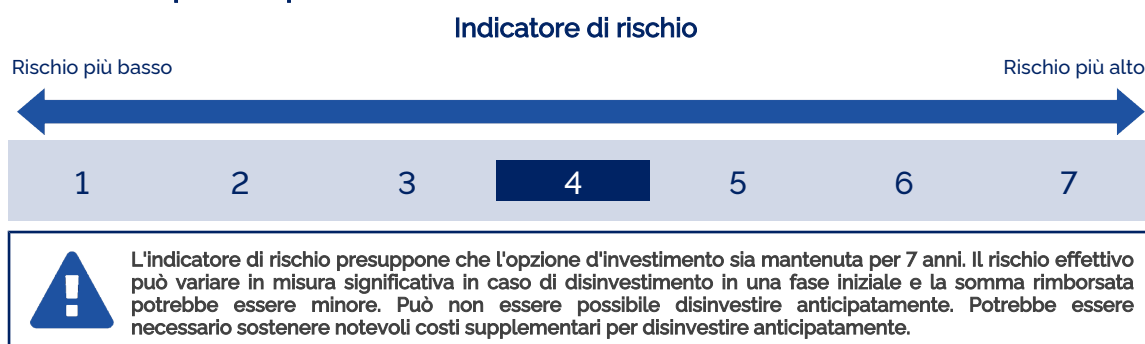 Indicatore di rischio
Rischio più basso
Rischio più alto
1 2 3 4 5 6 7
L'indicatore di rischio presuppone che l'opzione d'investimento sia mantenuta per 7 anni. Il rischio effettivo
può variare in misura significativa in caso di disinvestimento in una fase iniziale e la somma rimborsata
potrebbe essere minore. Può non essere possibile disinvestire anticipatamente. Potrebbe essere
necessario sostenere notevoli costi supplementari per disinvestire anticipatamente.